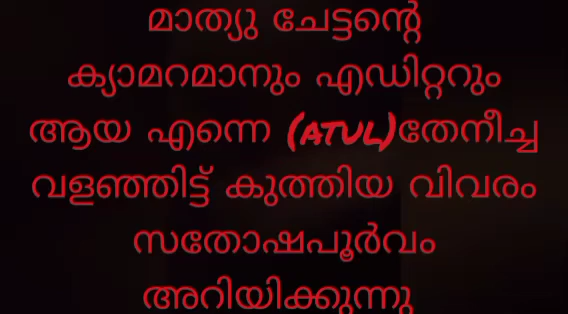 മാത്യു ചേട്ടന്റെ
ക്യാമറമാനും എഡിറ്ററും
ആയ എന്നെ (ATUL)തേനീച്ച
വളഞ്ഞിട്ട് കുത്തിയ വിവരം
സതോഷപൂർവം
അറിയിക്കുന്നു